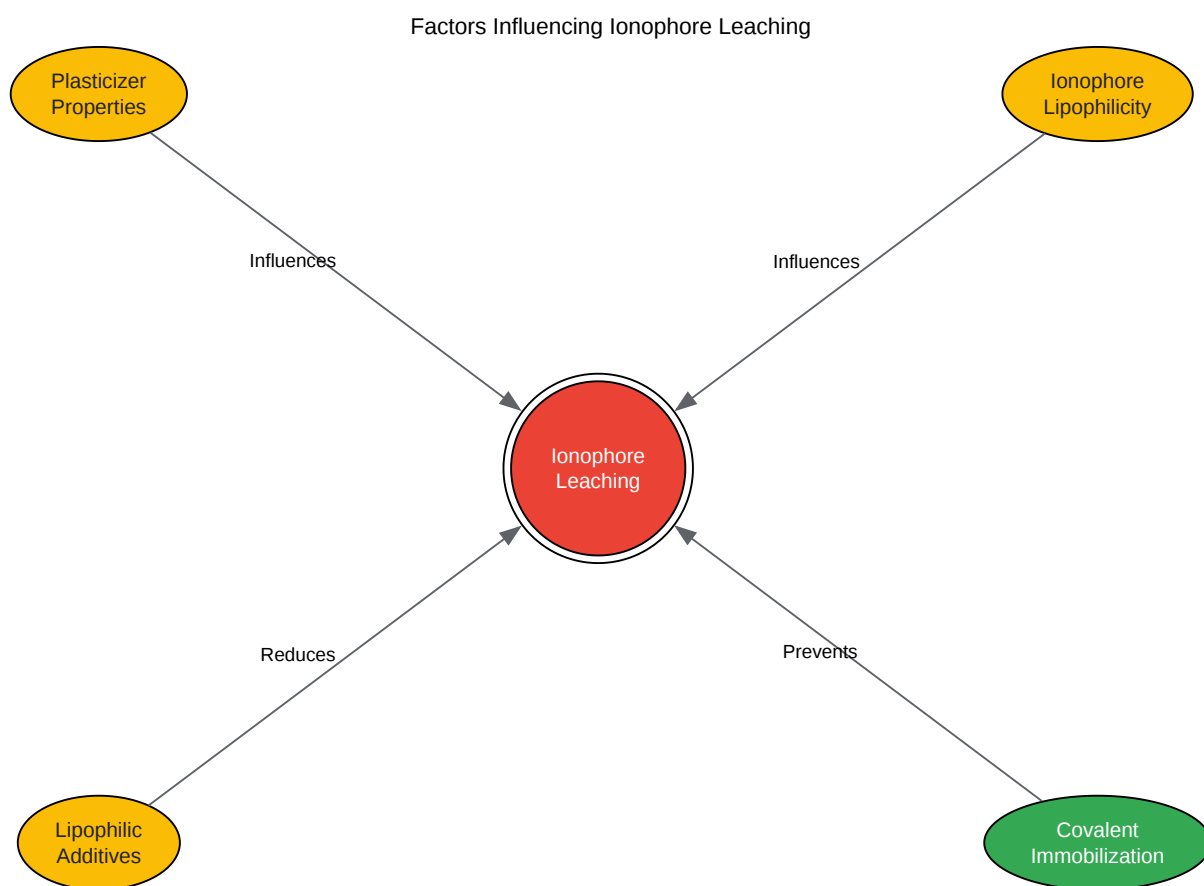 Factors Influencing Ionophore Leaching
Plasticizer
Properties
Ionophore
Lipophilicity
Influences
Influences
Ionophore
Leaching
Reduces
Prevents
Lipophilic
Additives
Covalent
Immobilization